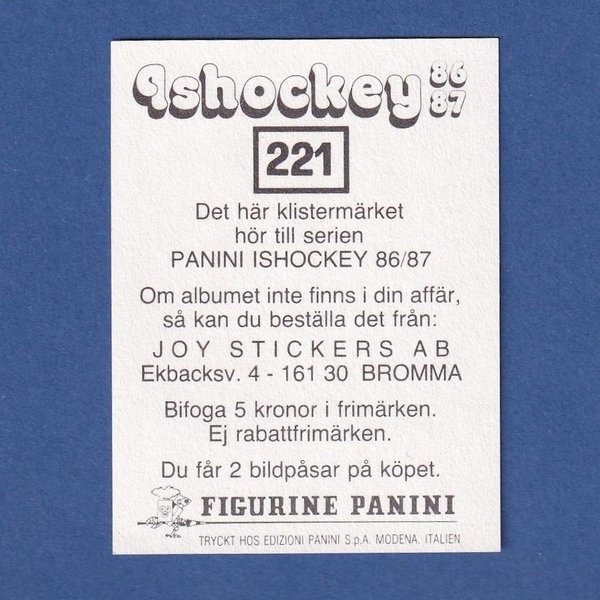 Ishockey 86
87
221
Det här klistermärket
hör till serien
PANINI ISHOCKEY 86/87
Om albumet inte finns i din affär,
så kan du beställa det från:
JOY STICKERS AB
Ekbacksv. 4 - 161 30 BROMMA
Bifoga 5 kronor i frimärken.
Ej rabattfrimärken.
Du får 2 bildpåsar på köpet.
FIGURINE PANINI
TRYCKT HOS EDIZIONI PANINI S.p.A. MODENA. ITALIEN